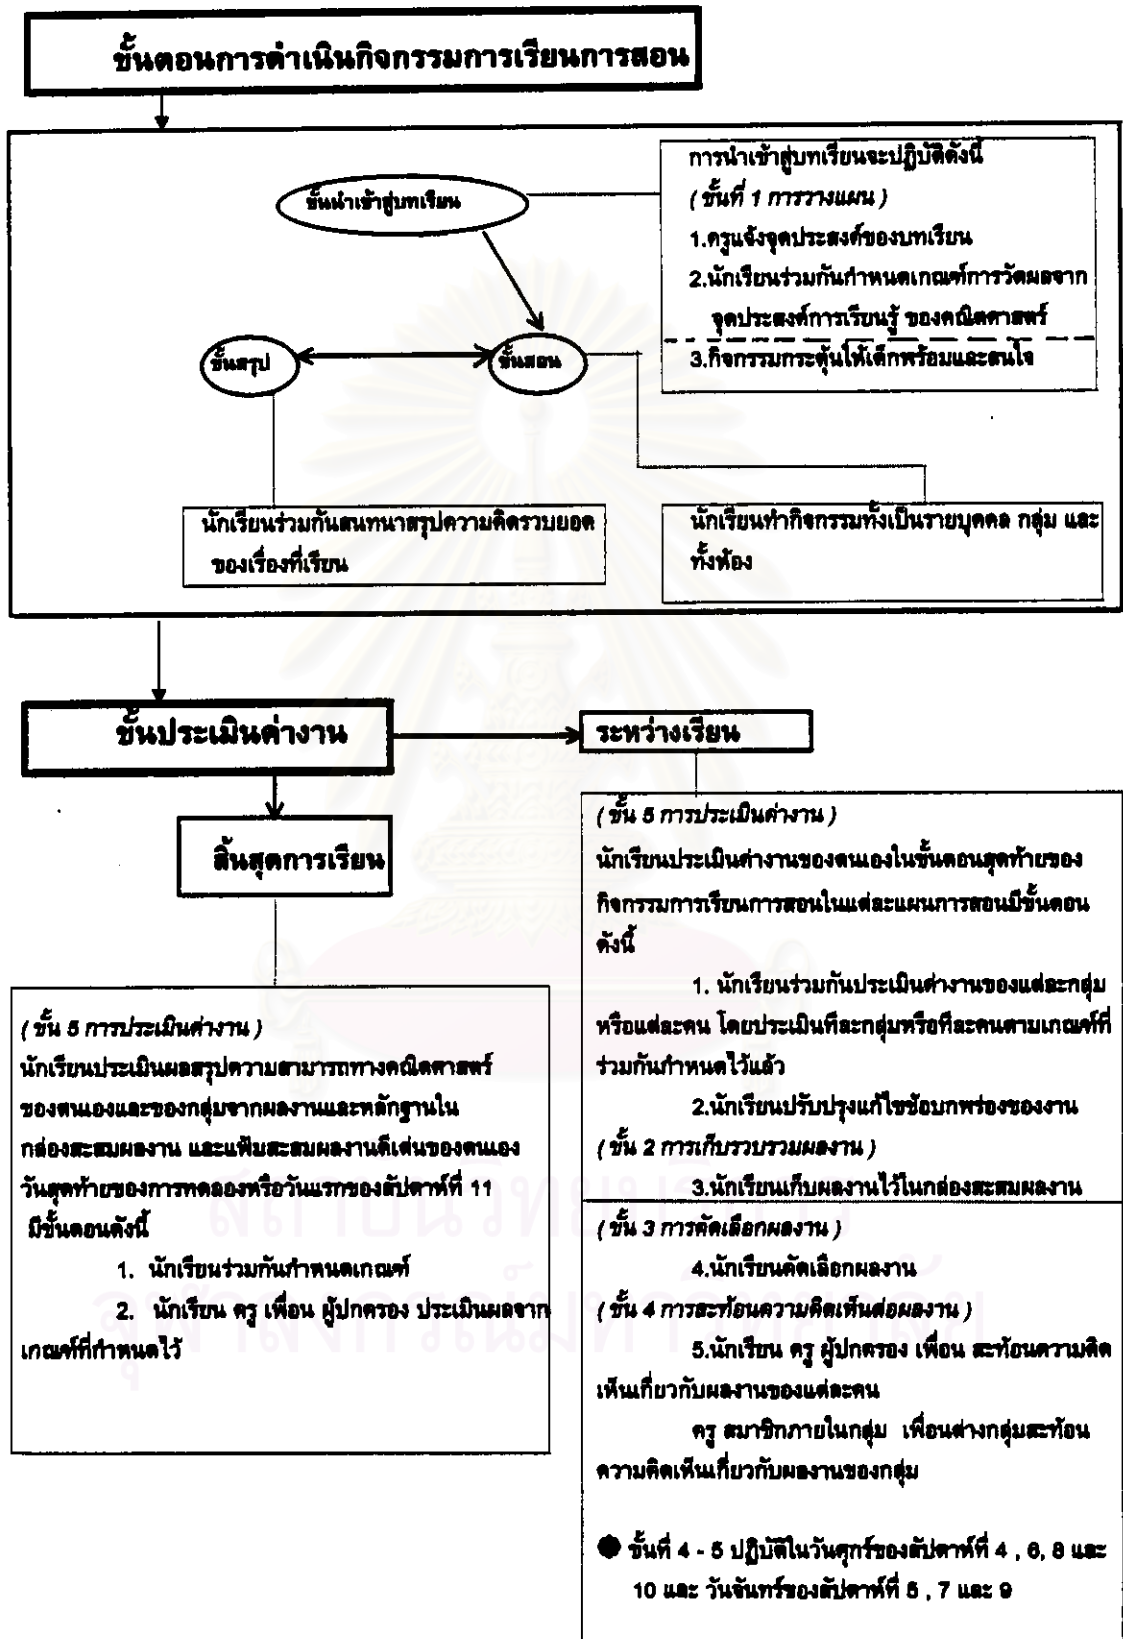 ขั้นตอนการดำเนินกิจกรรมการเรียนการสอน
ขั้นนำเข้าสู่บทเรียน
การนำเข้าสู่บทเรียนจะปฏิบัติดังนี้
( ขั้นที่ 1 การวางแผน )
1.ครูแจ้งจุดประสงค์ของบทเรียน
2.นักเรียนร่วมกันกำหนดเกณฑ์การวัดผลจาก
จุดประสงค์การเรียนรู้ ของคณิตศาสตร์
3.กิจกรรมกระตุ้นให้เด็กพร้อมและสนใจ
ขั้นสรุป
ขั้นสอน
นักเรียนร่วมกันสนทนาสรุปความคิดรวบยอด
ของเรื่องที่เรียน
นักเรียนทำกิจกรรมทั้งเป็นรายบุคคล กลุ่ม และ
ทั้งห้อง
ขั้นประเมินค่างาน
ระหว่างเรียน
สิ้นสุดการเรียน
( ขั้น 5 การประเมินค่างาน )
นักเรียนประเมินผลสรุปความสามารถทางคณิตศาสตร์
ของตนเองและของกลุ่มจากผลงานและหลักฐานใน
กล่องสะสมผลงาน และแฟ้มสะสมผลงานดีเด่นของตนเอง
วันสุดท้ายของการทดลองหรือวันแรกของสัปดาห์ที่ 11
มีขั้นตอนดังนี้
1. นักเรียนร่วมกันกำหนดเกณฑ์
2. นักเรียน ครู เพื่อน ผู้ปกครอง ประเมินผลจาก
เกณฑ์ที่กำหนดไว้
( ขั้น 5 การประเมินค่างาน )
นักเรียนประเมินค่างานของตนเองในขั้นตอนสุดท้ายของ
กิจกรรมการเรียนการสอนในแต่ละแผนการสอนมีขั้นตอน
ดังนี้
1. นักเรียนร่วมกันประเมินค่างานของแต่ละกลุ่ม
หรือแต่ละคน โดยประเมินทีละกลุ่มหรือทีละคนตามเกณฑ์ที่
ร่วมกันกำหนดไว้แล้ว
2.นักเรียนปรับปรุงแก้ไขข้อบกพร่องของงาน
( ขั้น 2 การเก็บรวบรวมผลงาน )
3.นักเรียนเก็บผลงานไว้ในกล่องสะสมผลงาน
( ขั้น 3 การคัดเลือกผลงาน )
4.นักเรียนคัดเลือกผลงาน
( ขั้น 4 การสะท้อนความคิดเห็นต่อผลงาน )
5.นักเรียน ครู ผู้ปกครอง เพื่อน สะท้อนความคิด
เห็นเกี่ยวกับผลงานของแต่ละคน
ครู สมาชิกภายในกลุ่ม เพื่อนต่างกลุ่มสะท้อน
ความคิดเห็นเกี่ยวกับผลงานของกลุ่ม
● ขั้นที่ 4 - 5 ปฏิบัติในวันศุกร์ของสัปดาห์ที่ 4 , 6, 8 และ
10 และ วันจันทร์ของสัปดาห์ที่ 5 , 7 และ 9
สถาบันวิทยบริการ
จุฬาลงกรณ์มหาวิทยาลัย